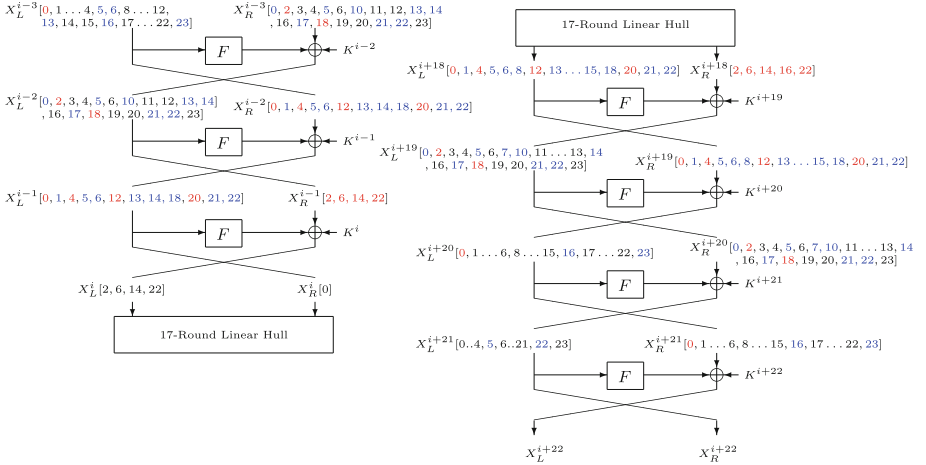 X_L^{i-3}[0, 1 . . . 4, 5, 6, 8 . . . 12,
13, 14, 15, 16, 17 . . . 22, 23]
X_R^{i-3}[0, 2, 3, 4, 5, 6, 10, 11, 12, 13, 14
, 16, 17, 18, 19, 20, 21, 22, 23]
F
K^{i-2}
X_L^{i-2}[0, 2, 3, 4, 5, 6, 10, 11, 12, 13, 14]
, 16, 17, 18, 19, 20, 21, 22, 23]
X_R^{i-2}[0, 1, 4, 5, 6, 12, 13, 14, 18, 20, 21, 22]
F
K^{i-1}
X_L^{i-1}[0, 1, 4, 5, 6, 12, 13, 14, 18, 20, 21, 22]
X_R^{i-1}[2, 6, 14, 22]
F
K^i
X_L^i[2, 6, 14, 22]
X_R^i[0]
17-Round Linear Hull
17-Round Linear Hull
X_L^{i+18}[0, 1, 4, 5, 6, 8, 12, 13 . . . 15, 18, 20, 21, 22]
X_R^{i+18}[2, 6, 14, 16, 22]
F
K^{i+19}
X_L^{i+19}[0, 2, 3, 4, 5, 6, 7, 10, 11 . . . 13, 14
, 16, 17, 18, 19, 20, 21, 22, 23]
X_R^{i+19}[0, 1, 4, 5, 6, 8, 12, 13 . . . 15, 18, 20, 21, 22]
F
K^{i+20}
X_L^{i+20}[0, 1 . . . 6, 8 . . . 15, 16, 17 . . . 22, 23]
X_R^{i+20}[0, 2, 3, 4, 5, 6, 7, 10, 11 . . . 13, 14
, 16, 17, 18, 19, 20, 21, 22, 23]
F
K^{i+21}
X_L^{i+21}[0..4, 5, 6..21, 22, 23]
X_R^{i+21}[0, 1 . . . 6, 8 . . . 15, 16, 17 . . . 22, 23]
F
K^{i+22}
X_L^{i+22}
X_R^{i+22}